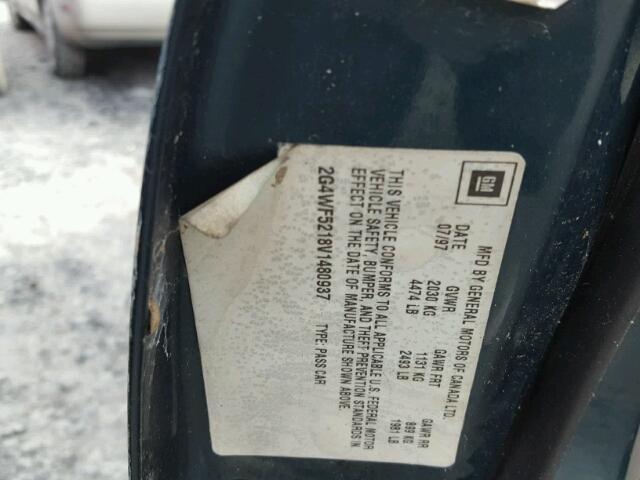 GM
MFD BY GENERAL MOTORS OF CANADA LTD.
DATE GVWR GAWR FRT GAWR RR
07/97 2030 KG 1131 KG 899 KG
4474 LB 2493 LB 1981 LB
THIS VEHICLE CONFORMS TO ALL APPLICABLE U.S. FEDERAL MOTOR
VEHICLE SAFETY, BUMPER, AND THEFT PREVENTION STANDARDS IN
EFFECT ON THE DATE OF MANUFACTURE SHOWN ABOVE.
2G4WF5218V1480937 TYPE: PASS CAR